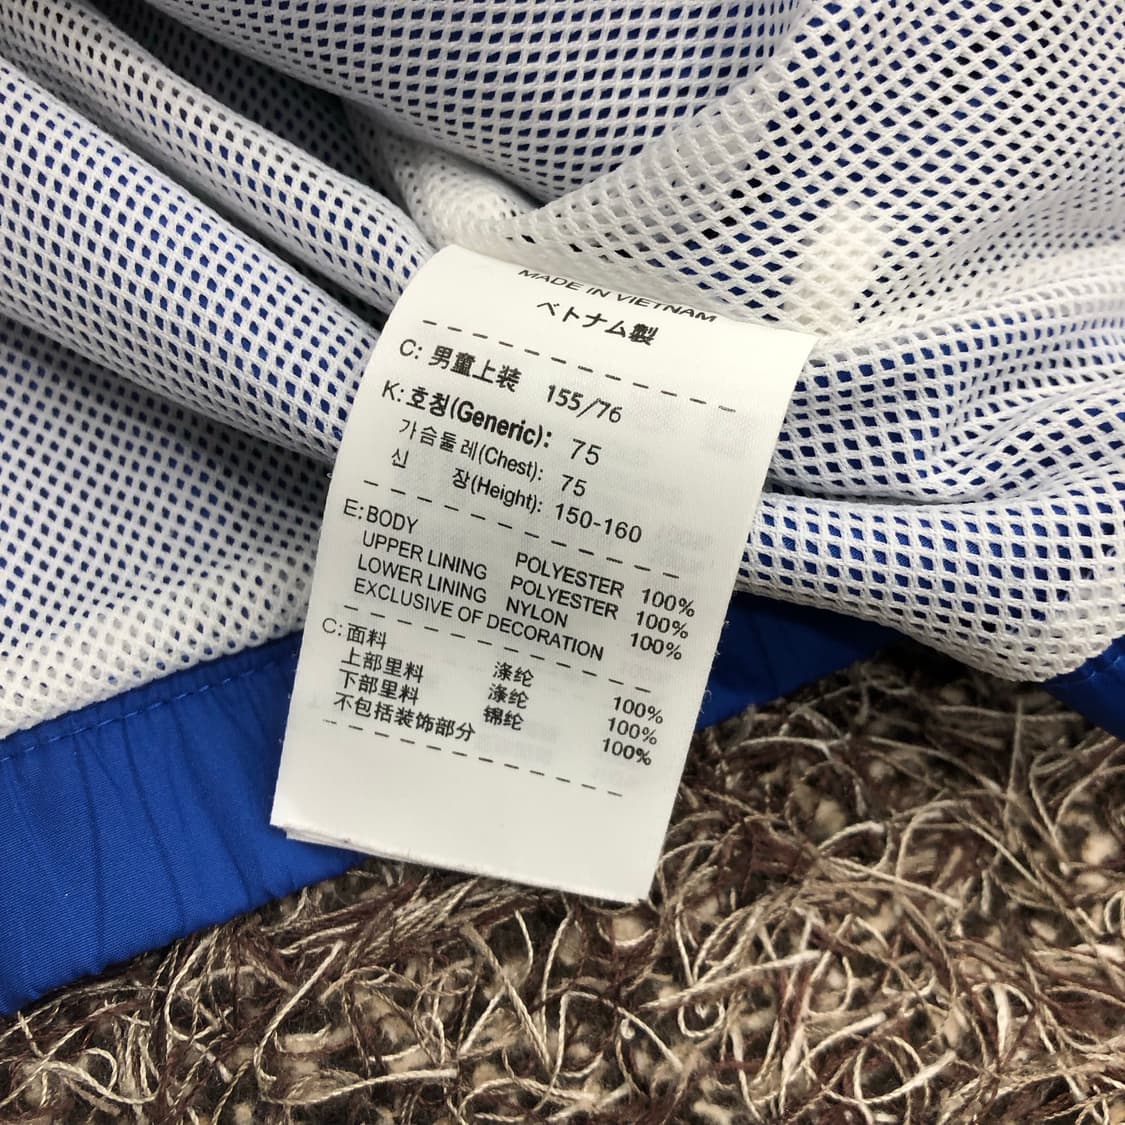 MADE IN VIETNAM
ベトナム製
C: 男童上装 155/76
K: 호칭(Generic): 75
가슴둘레(Chest): 75
신 장(Height): 150-160
E: BODY POLYESTER 100%
UPPER LINING POLYESTER 100%
LOWER LINING NYLON 100%
EXCLUSIVE OF DECORATION
C: 面料 涤纶 100%
上部里料 涤纶 100%
下部里料 锦纶 100%
不包括装饰部分